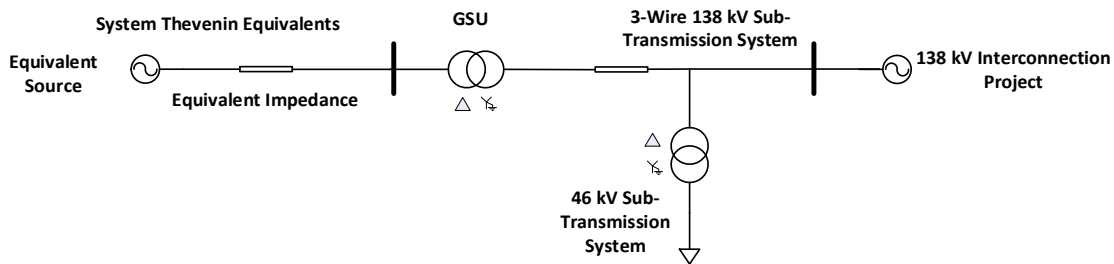 System Thevenin Equivalents
GSU
3-Wire 138 kV Sub-
Transmission System
Equivalent
Source
Equivalent Impedance
138 kV Interconnection
Project
46 kV Sub-
Transmission
System